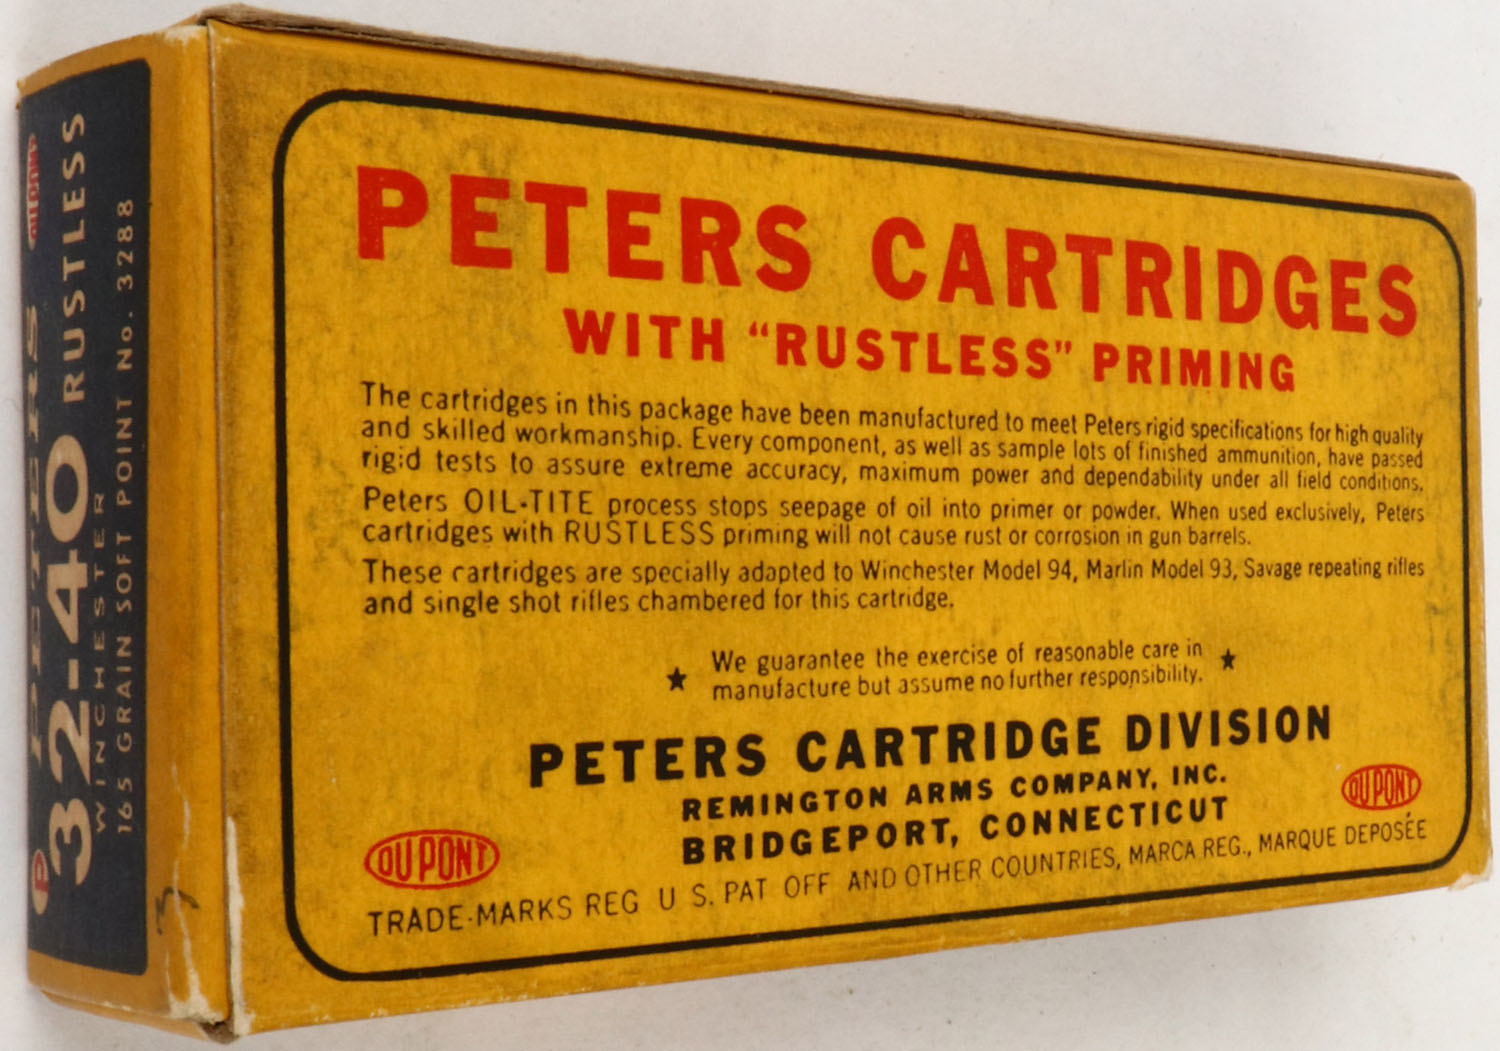 PETERS CARTRIDGES
WITH “RUSTLESS” PRIMING
The cartridges in this package have been manufactured to meet Peters rigid specifications for high quality
and skilled workmanship. Every component, as well as sample lots of finished ammunition, have passed
rigid tests to assure extreme accuracy, maximum power and dependability under all field conditions.
Peters OIL-TITE process stops seepage of oil into primer or powder. When used exclusively, Peters
cartridges with RUSTLESS priming will not cause rust or corrosion in gun barrels.
These cartridges are specially adapted to Winchester Model 94, Marlin Model 93, Savage repeating rifles
and single shot rifles chambered for this cartridge.
★ We guarantee the exercise of reasonable care in ★
manufacture but assume no further responsibility.
PETERS CARTRIDGE DIVISION
REMINGTON ARMS COMPANY, INC.
BRIDGEPORT, CONNECTICUT
DU PONT
DU PONT
TRADE-MARKS REG U S. PAT OFF AND OTHER COUNTRIES, MARCA REG., MARQUE DEPOSÉE
P PETERS DU PONT
32-40 RUSTLESS
WINCHESTER
165 GRAIN SOFT POINT No. 3288
3